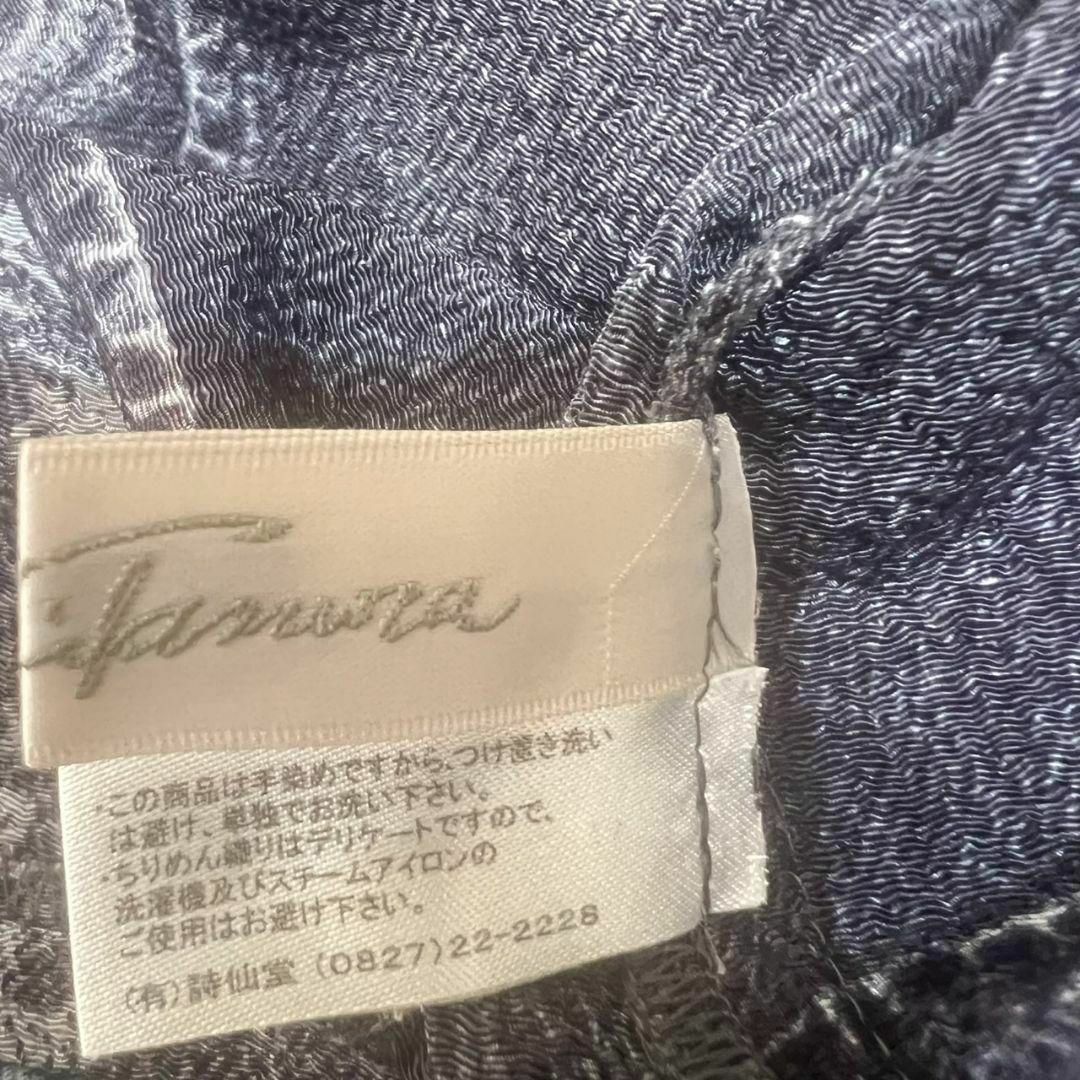 Tamura
・この商品は手染めですから、つけ置き洗い
は避け、単独でお洗い下さい。
・ちりめん織りはデリケートですので、
洗濯機及びスチームアイロンの
ご使用はお避け下さい。
(有)詩仙堂 (0827)22-2228